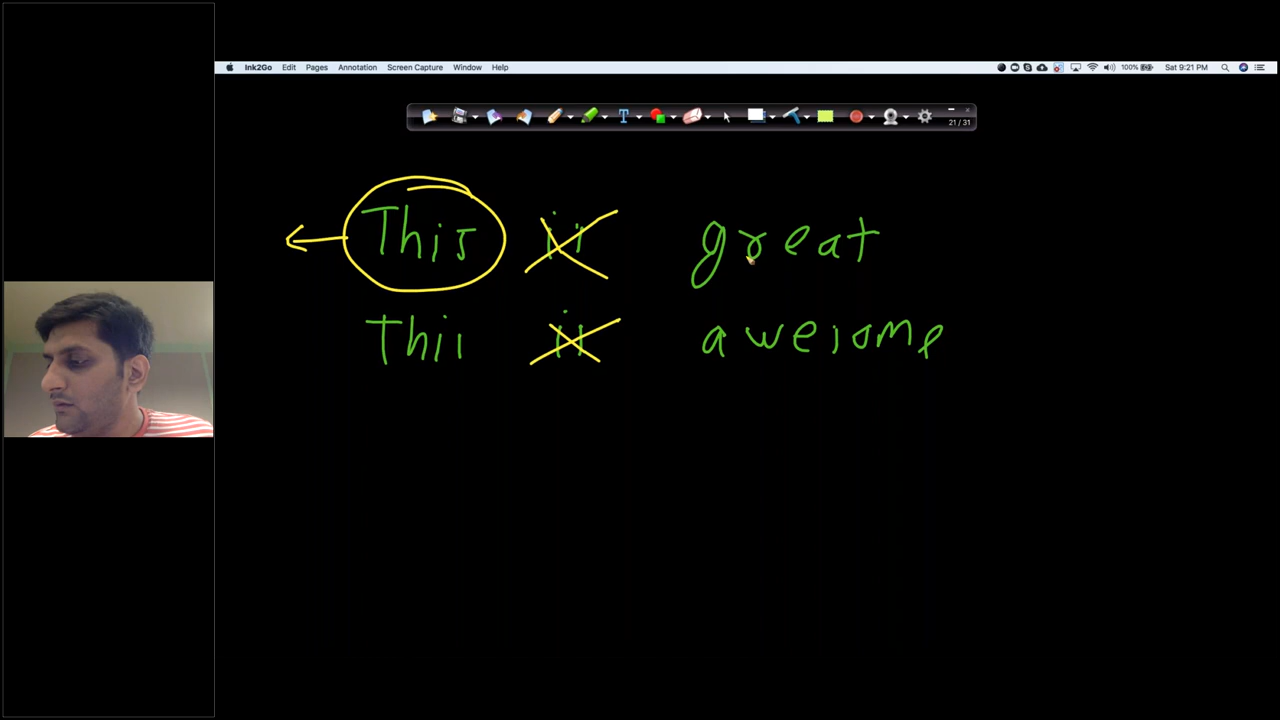 Ink2Go Edit Pages Annotation Screen Capture Window Help 100% Sat 9:21 PM
21 / 31
This is great
This is awesome